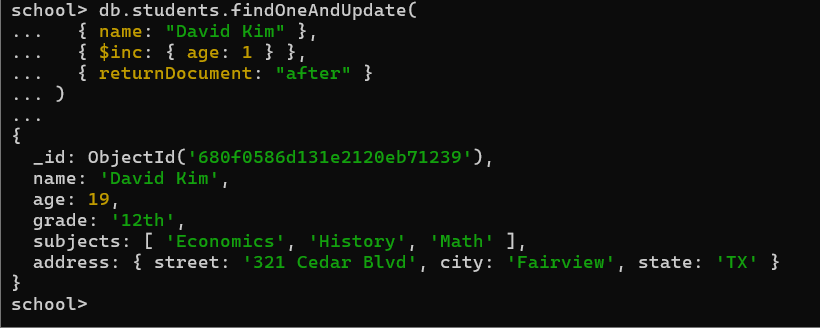 school> db.students.findOneAndUpdate(
...   { name: "David Kim" },
...   { $inc: { age: 1 } },
...   { returnDocument: "after" }
... )
...
{
  _id: ObjectId('680f0586d131e2120eb71239'),
  name: 'David Kim',
  age: 19,
  grade: '12th',
  subjects: [ 'Economics', 'History', 'Math' ],
  address: { street: '321 Cedar Blvd', city: 'Fairview', state: 'TX' }
}
school>